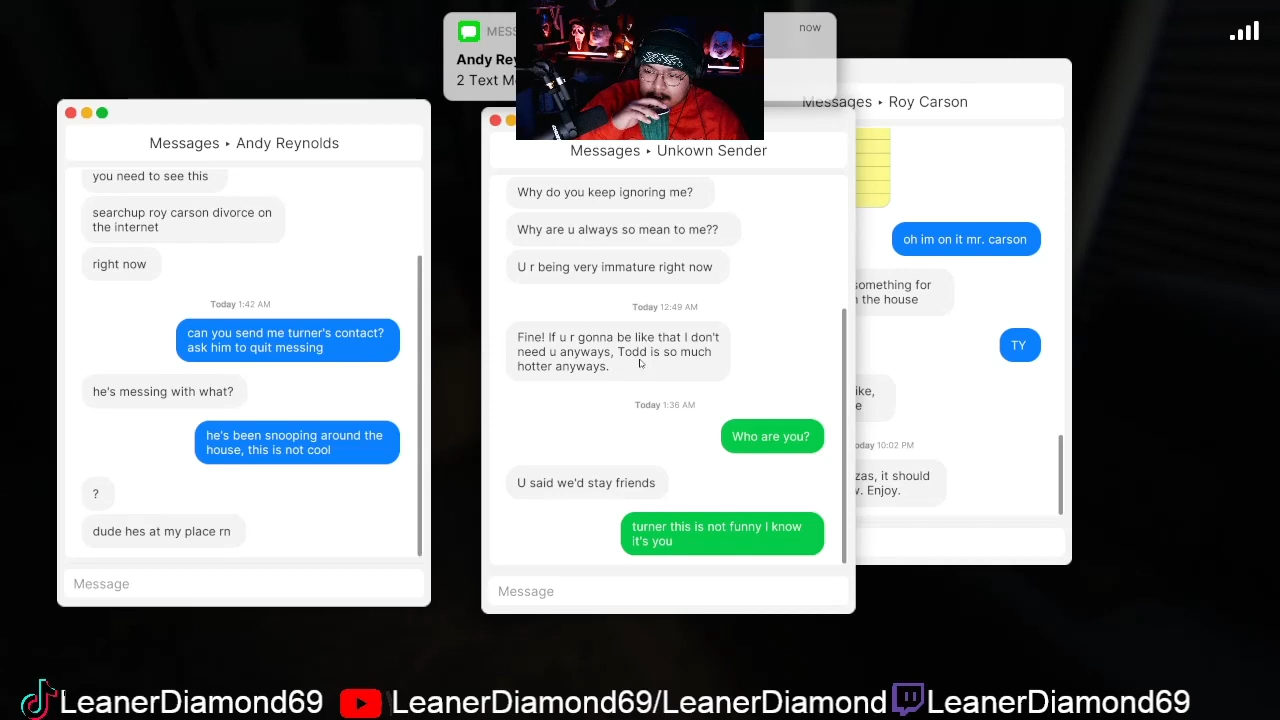 MESS
now
Andy Rey
2 Text Me
Messages ▸ Andy Reynolds
you need to see this
searchup roy carson divorce on
the internet
right now
Today 1:42 AM
can you send me turner's contact?
ask him to quit messing
he's messing with what?
he's been snooping around the
house, this is not cool
?
dude hes at my place rn
Message
Messages ▸ Unkown Sender
Why do you keep ignoring me?
Why are u always so mean to me??
U r being very immature right now
Today 12:49 AM
Fine! If u r gonna be like that I don't
need u anyways, Todd is so much
hotter anyways.
Today 1:36 AM
Who are you?
U said we'd stay friends
turner this is not funny I know
it's you
Message
Messages ▸ Roy Carson
oh im on it mr. carson
something for
the house
TY
ike,
e
oday 10:02 PM
zas, it should
. Enjoy.
LeanerDiamond69
LeanerDiamond69/LeanerDiamond
LeanerDiamond69